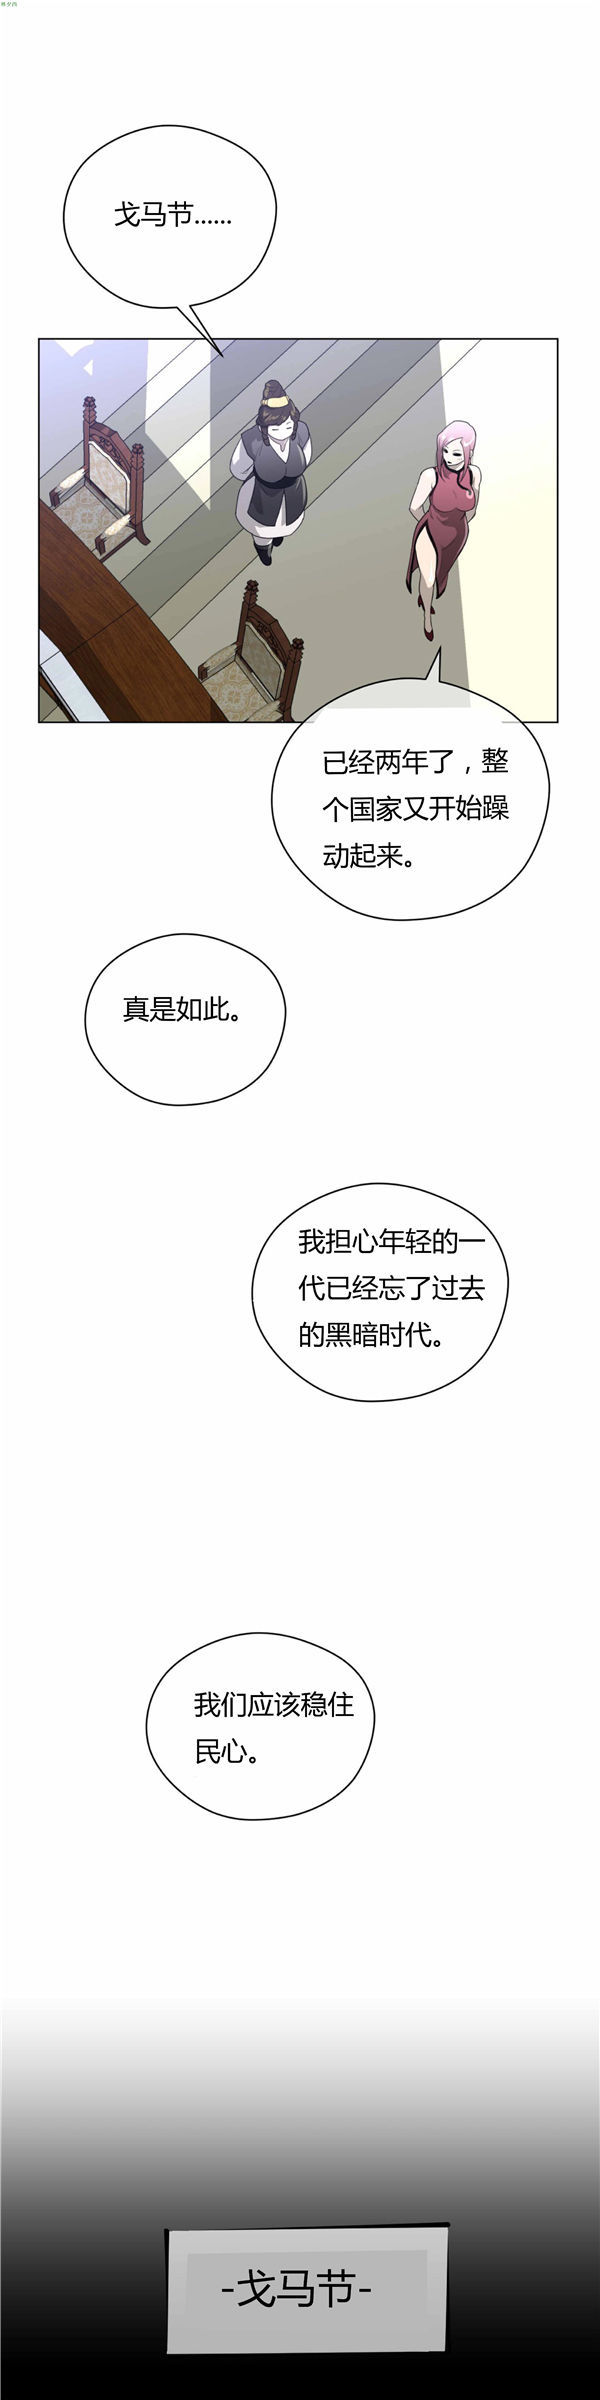 戈马节……
已经两年了，整
个国家又开始躁
动起来。
真是如此。
我担心年轻的一
代已经忘了过去
的黑暗时代。
我们应该稳住
民心。
-戈马节-